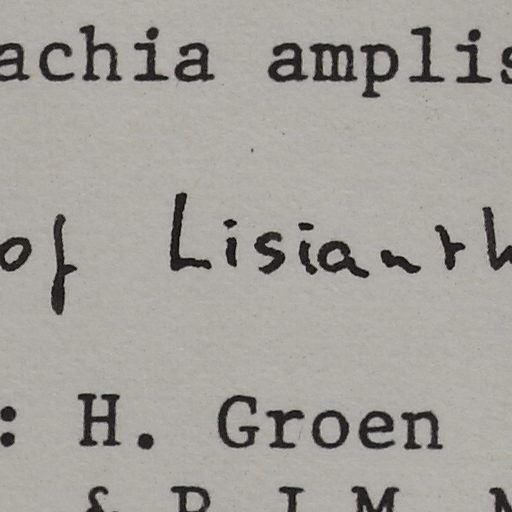 achia amplis
of Lisianth
: H. Groen
& P.J.M. M